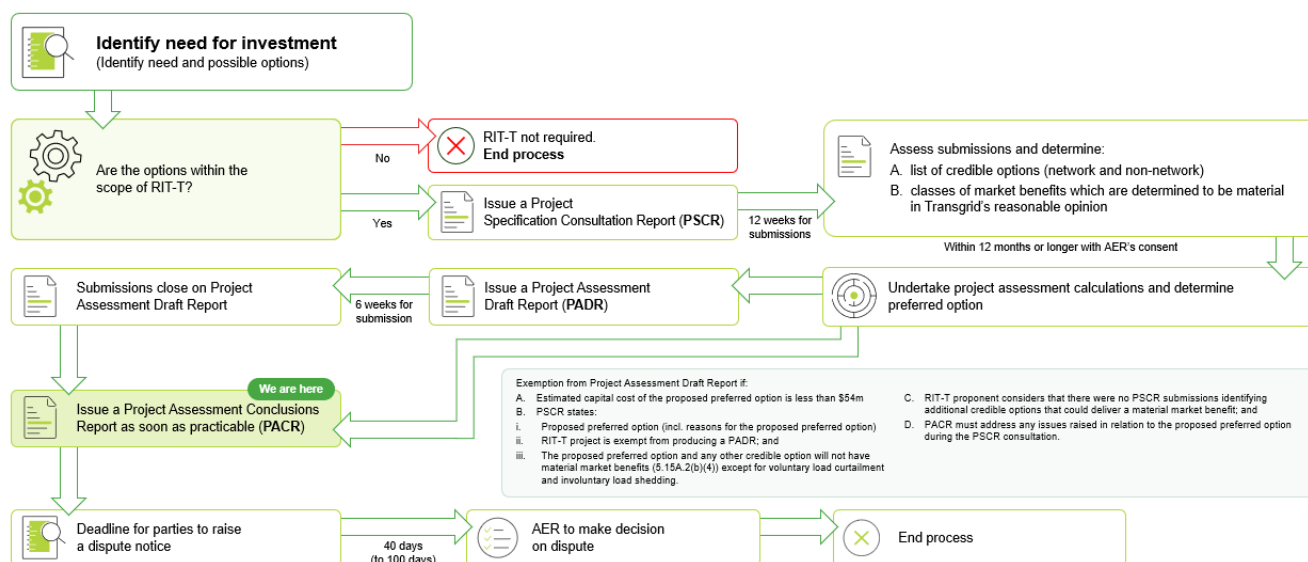 Identify need for investment
(Identify need and possible options)
Are the options within the
scope of RIT-T?
No
RIT-T not required.
End process
Yes
Issue a Project
Specification Consultation Report (PSCR)
12 weeks for
submissions
Assess submissions and determine:
A. list of credible options (network and non-network)
B. classes of market benefits which are determined to be material
in Transgrid's reasonable opinion
Within 12 months or longer with AER's consent
Undertake project assessment calculations and determine
preferred option
Issue a Project Assessment
Draft Report (PADR)
6 weeks for
submission
Submissions close on Project
Assessment Draft Report
We are here
Issue a Project Assessment Conclusions
Report as soon as practicable (PACR)
Exemption from Project Assessment Draft Report if:
A. Estimated capital cost of the proposed preferred option is less than $54m
B. PSCR states:
i. Proposed preferred option (incl. reasons for the proposed preferred option)
ii. RIT-T project is exempt from producing a PADR; and
iii. The proposed preferred option and any other credible option will not have
material market benefits (5.15A.2(b)(4)) except for voluntary load curtailment
and involuntary load shedding.
C. RIT-T proponent considers that there were no PSCR submissions identifying
additional credible options that could deliver a material market benefit; and
D. PACR must address any issues raised in relation to the proposed preferred option
during the PSCR consultation.
Deadline for parties to raise
a dispute notice
40 days
(to 100 days)
AER to make decision
on dispute
End process